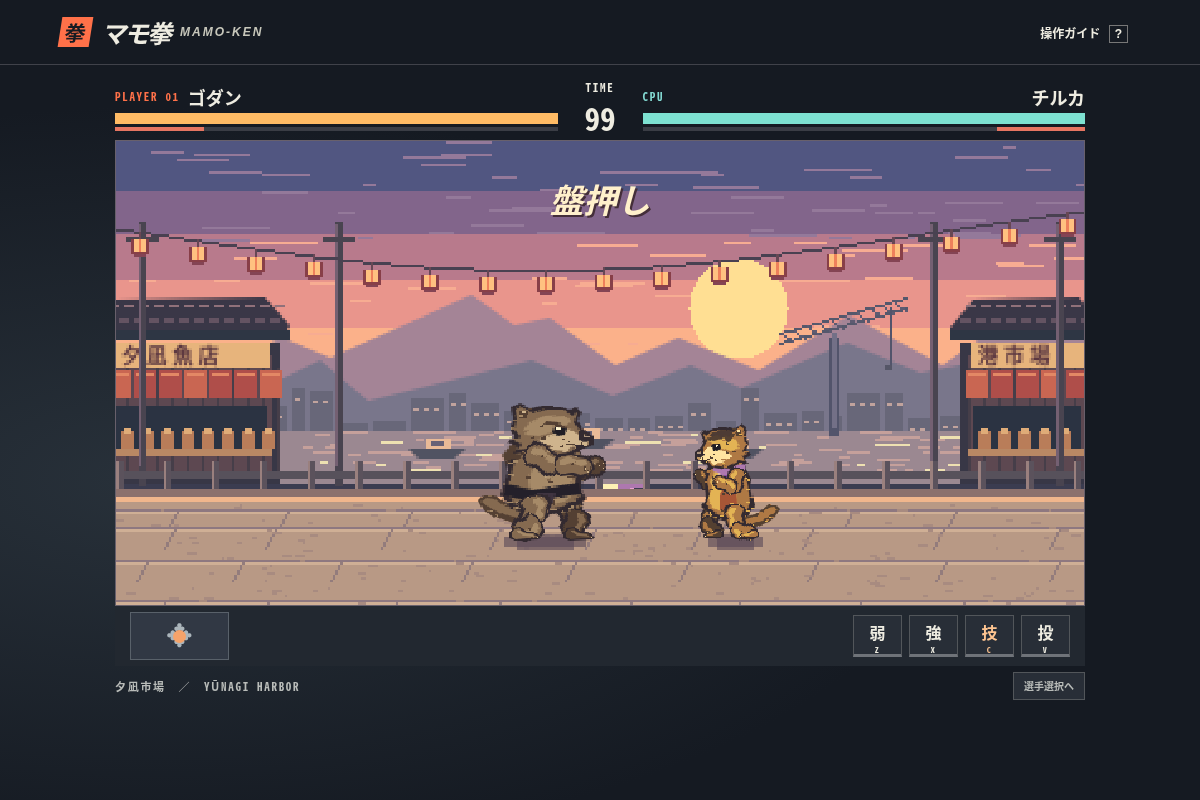 拳 マモ拳 MAMO-KEN
操作ガイド ?
PLAYER 01 ゴダン
TIME
99
CPU チルカ
盤押し
夕凪魚店
港市場
弱 Z
強 X
技 C
投 V
夕凪市場 ／ YŪNAGI HARBOR
選手選択へ